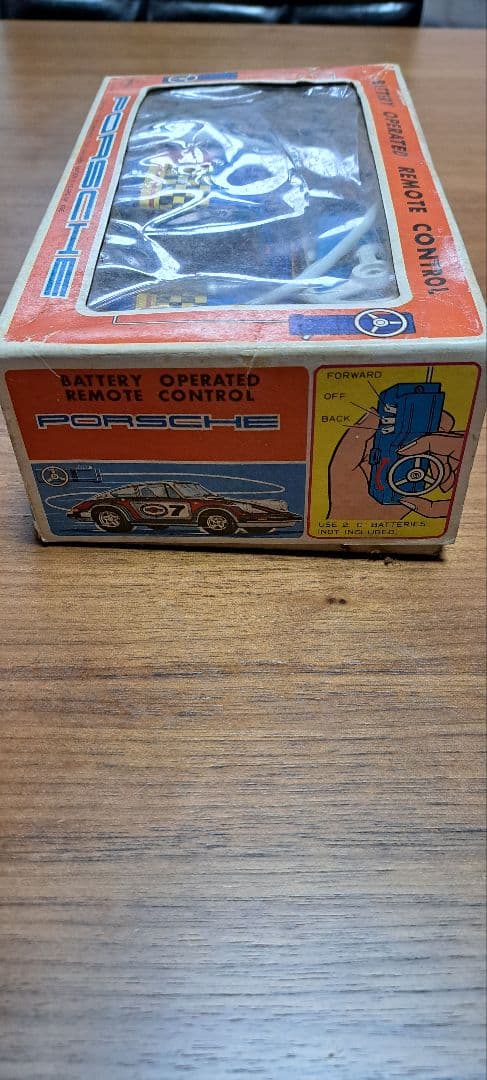 PORSCHE
BATTERY OPERATED REMOTE CONTROL
BATTERY OPERATED
REMOTE CONTROL
PORSCHE
7
FORWARD
OFF
BACK
USE 2 "C" BATTERIES
(NOT INCLUDED)